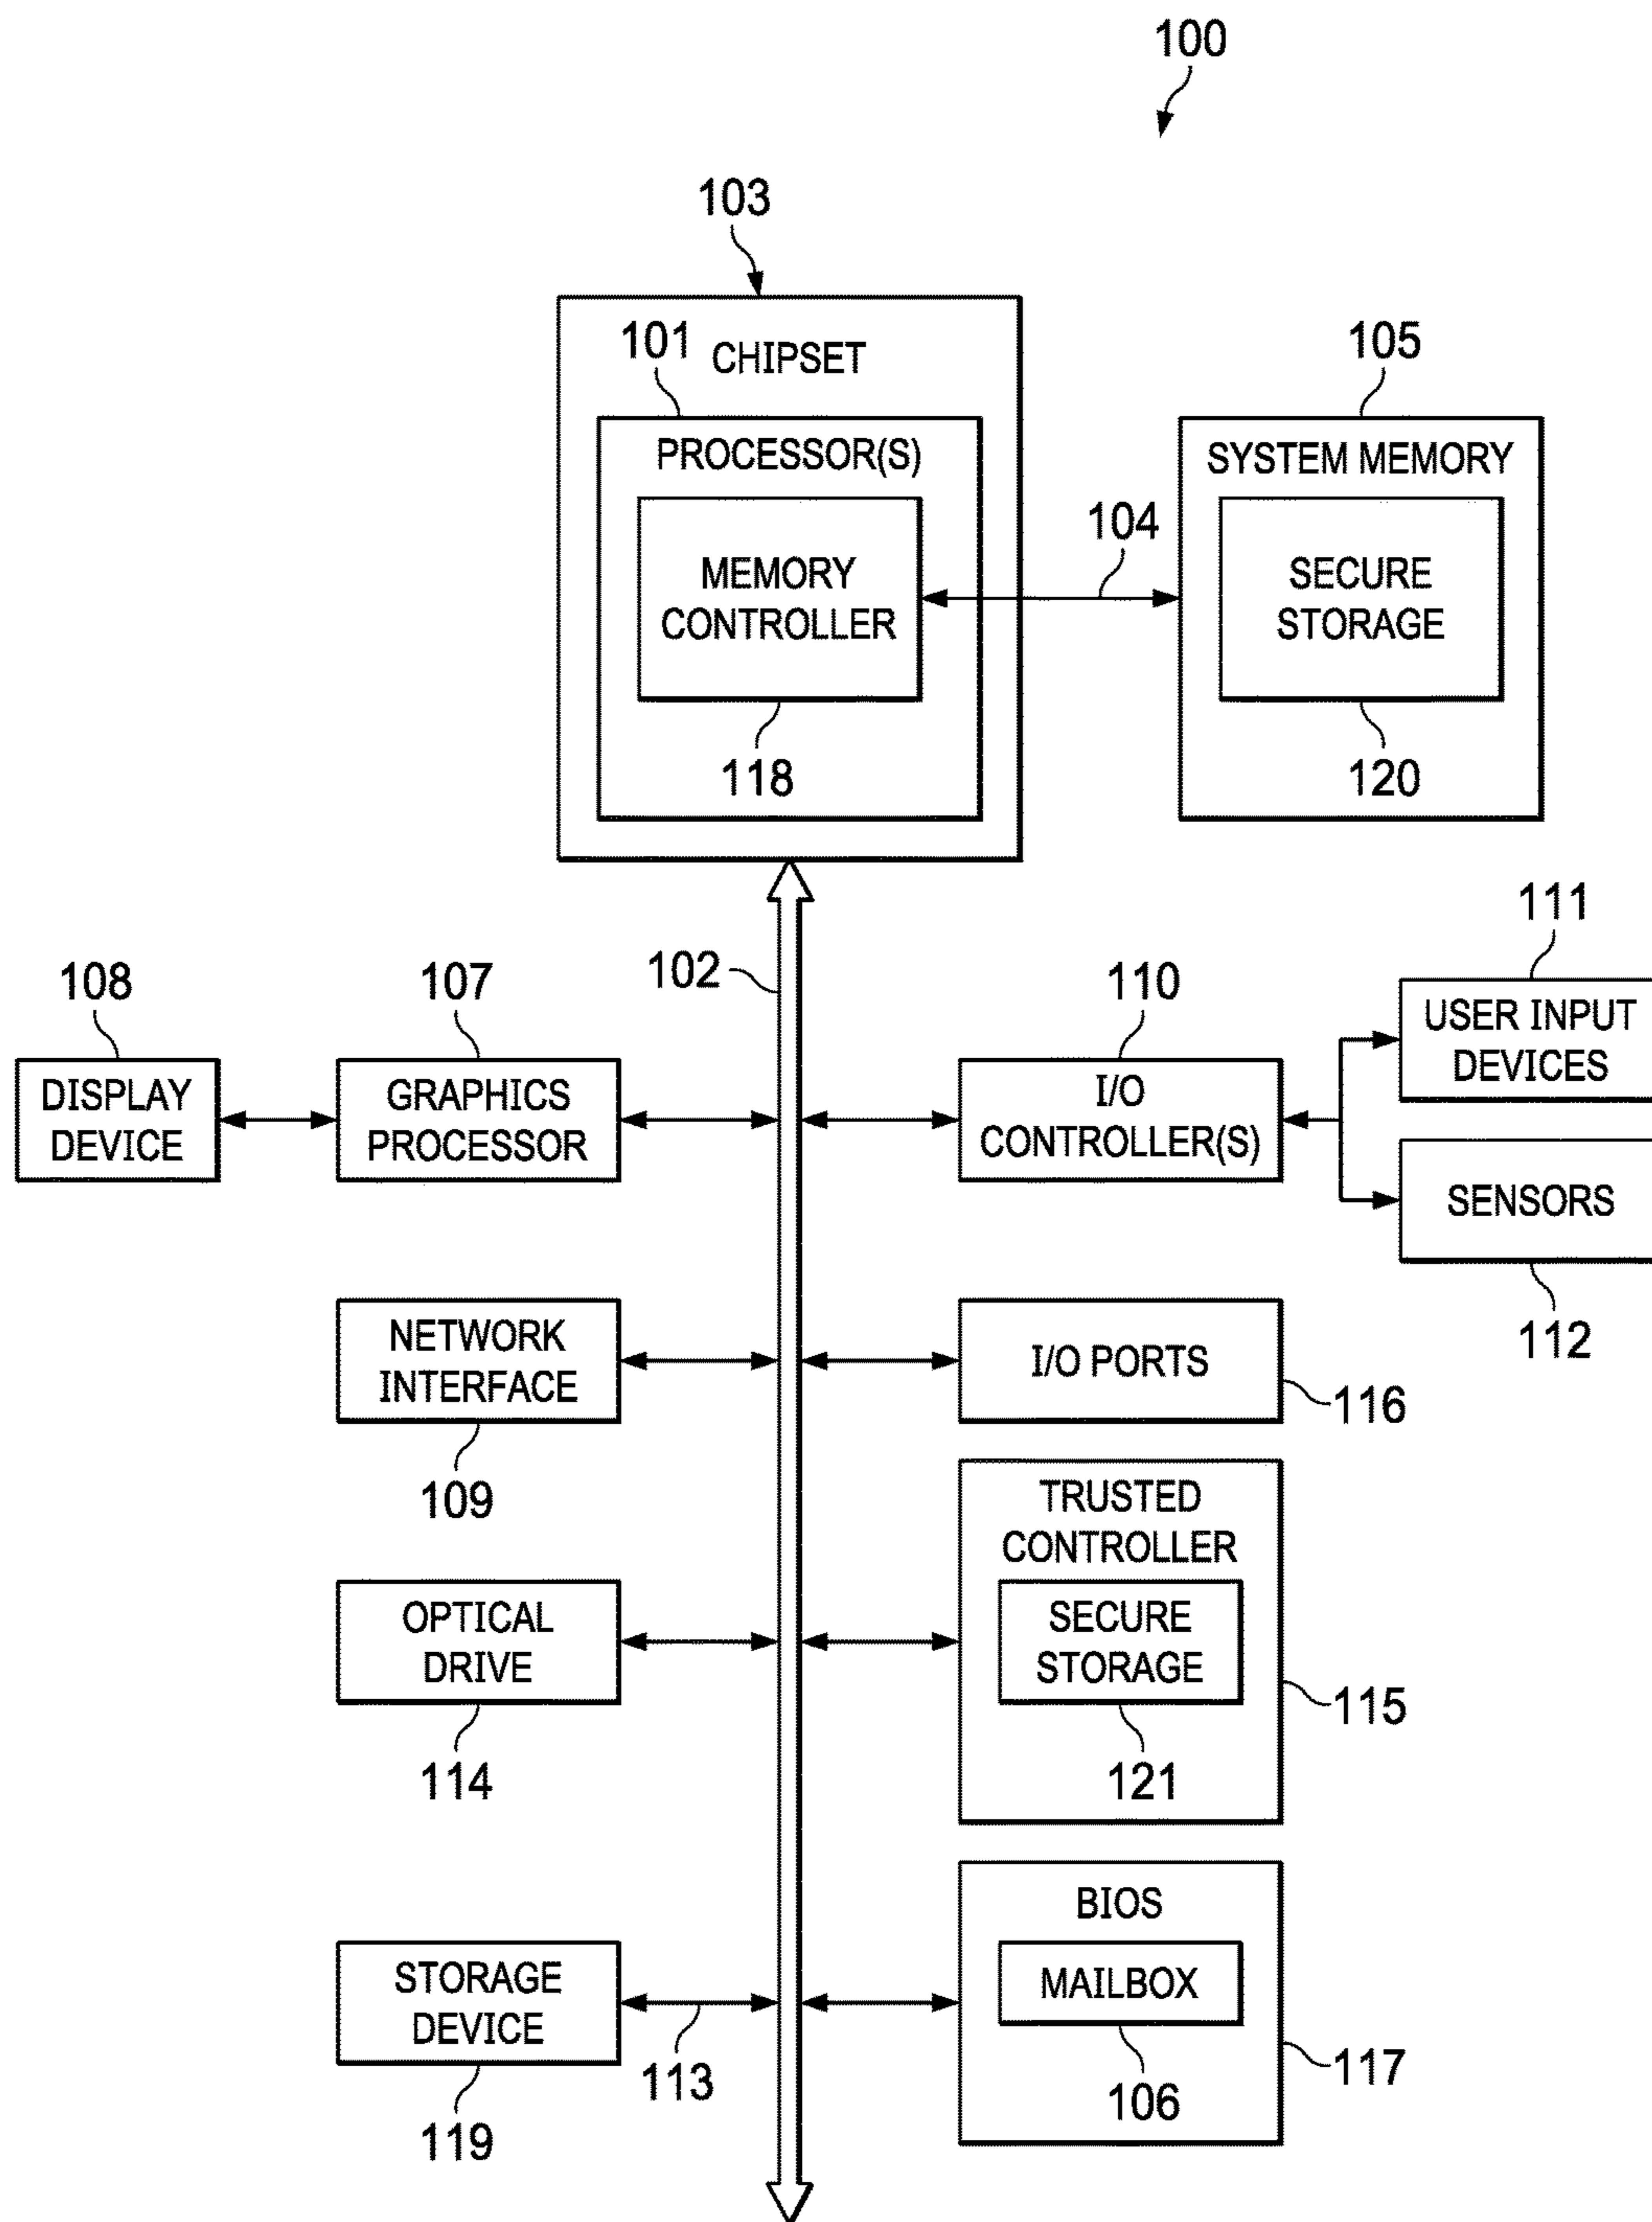 100
103
101
CHIPSET
105
PROCESSOR(S)
SYSTEM MEMORY
104
MEMORY
CONTROLLER
SECURE
STORAGE
118
120
111
108
107
102
110
USER INPUT
DEVICES
DISPLAY
DEVICE
GRAPHICS
PROCESSOR
I/O
CONTROLLER(S)
SENSORS
112
NETWORK
INTERFACE
I/O PORTS
116
109
TRUSTED
CONTROLLER
OPTICAL
DRIVE
SECURE
STORAGE
115
114
121
BIOS
STORAGE
DEVICE
MAILBOX
113
117
106
119